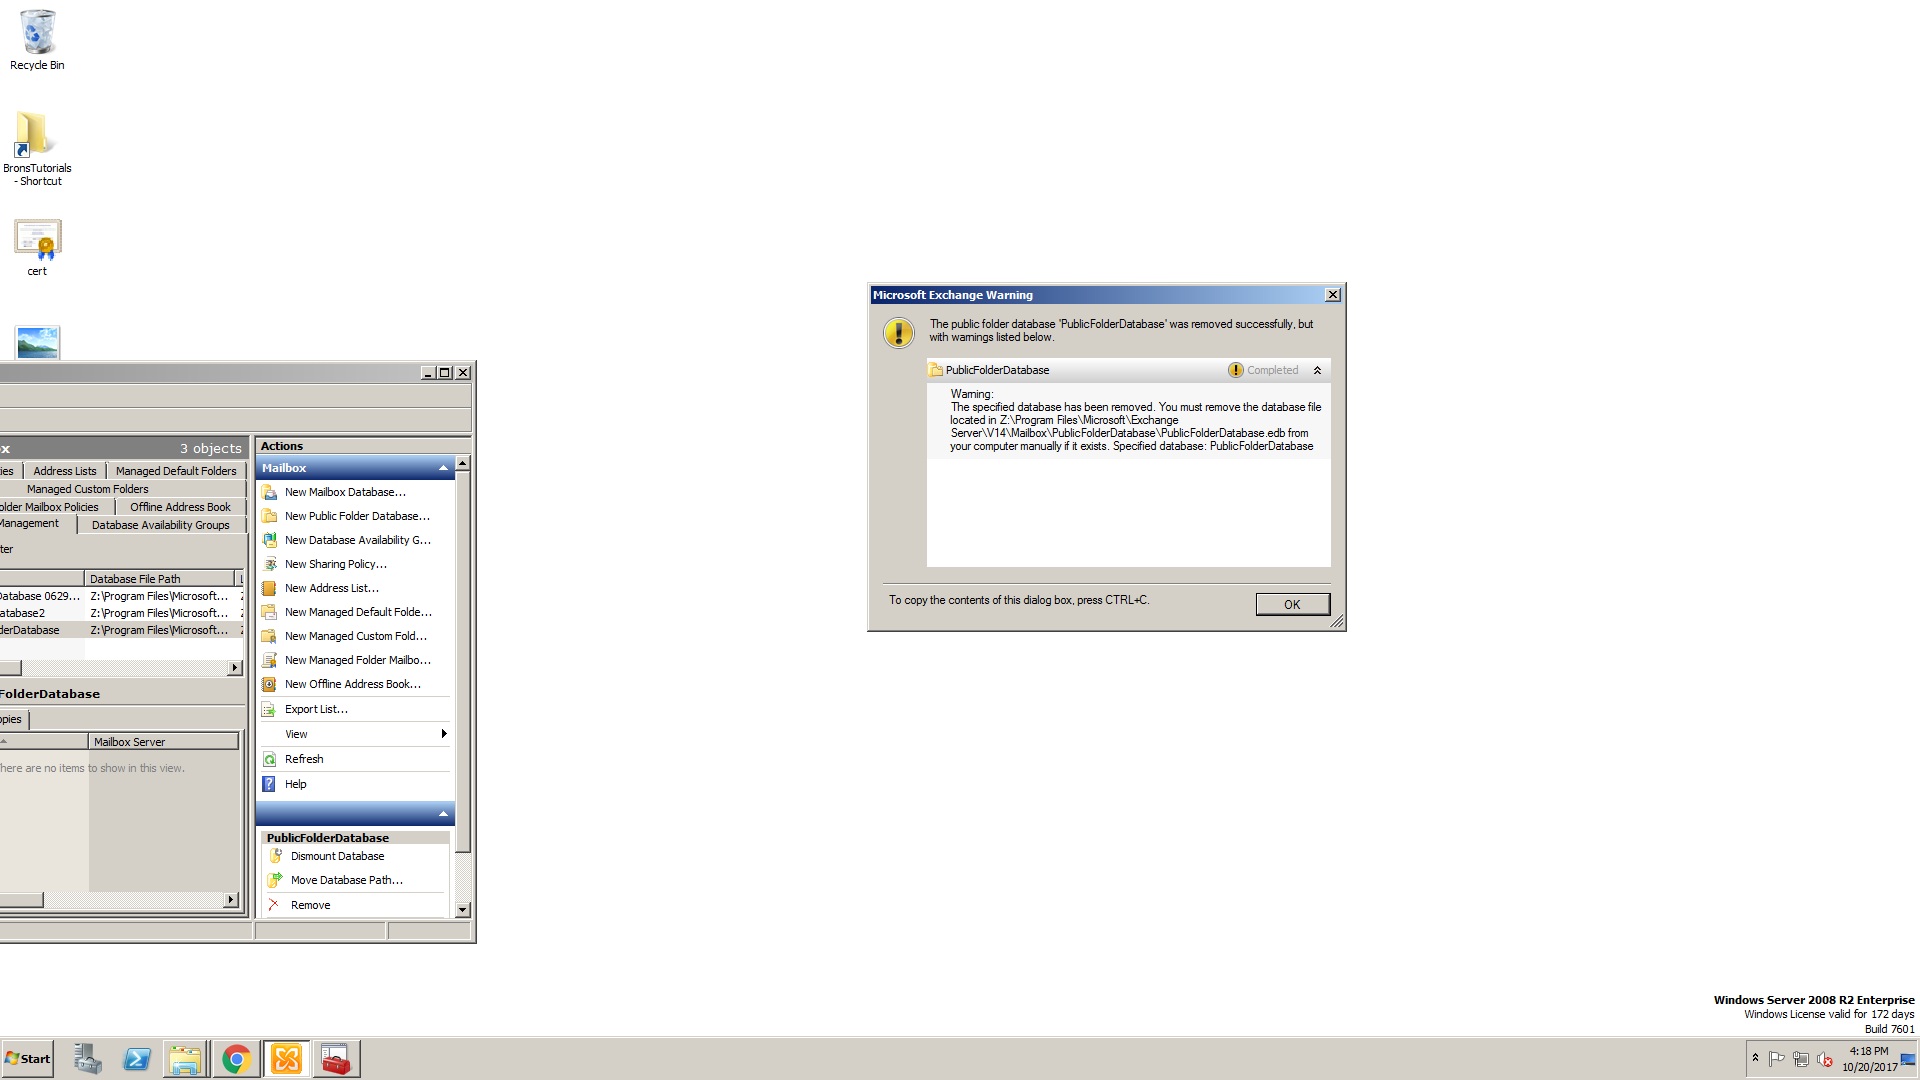 Recycle Bin
BronsTutorials
- Shortcut
cert
3 objects
Address Lists
Managed Default Folders
Managed Custom Folders
older Mailbox Policies
Offline Address Book
Management
Database Availability Groups
Database File Path
Database 0629...
Z:\Program Files\Microsoft...
atabase2
Z:\Program Files\Microsoft...
derDatabase
Z:\Program Files\Microsoft...
FolderDatabase
opies
Mailbox Server
here are no items to show in this view.
Actions
Mailbox
New Mailbox Database...
New Public Folder Database...
New Database Availability G...
New Sharing Policy...
New Address List...
New Managed Default Folde...
New Managed Custom Fold...
New Managed Folder Mailbo...
New Offline Address Book...
Export List...
View
Refresh
Help
PublicFolderDatabase
Dismount Database
Move Database Path...
Remove
Microsoft Exchange Warning
The public folder database 'PublicFolderDatabase' was removed successfully, but
with warnings listed below.
PublicFolderDatabase
Completed
Warning:
The specified database has been removed. You must remove the database file
located in Z:\Program Files\Microsoft\Exchange
Server\V14\Mailbox\PublicFolderDatabase\PublicFolderDatabase.edb from
your computer manually if it exists. Specified database: PublicFolderDatabase
To copy the contents of this dialog box, press CTRL+C.
OK
Windows Server 2008 R2 Enterprise
Windows License valid for 172 days
Build 7601
Start
4:18 PM
10/20/2017